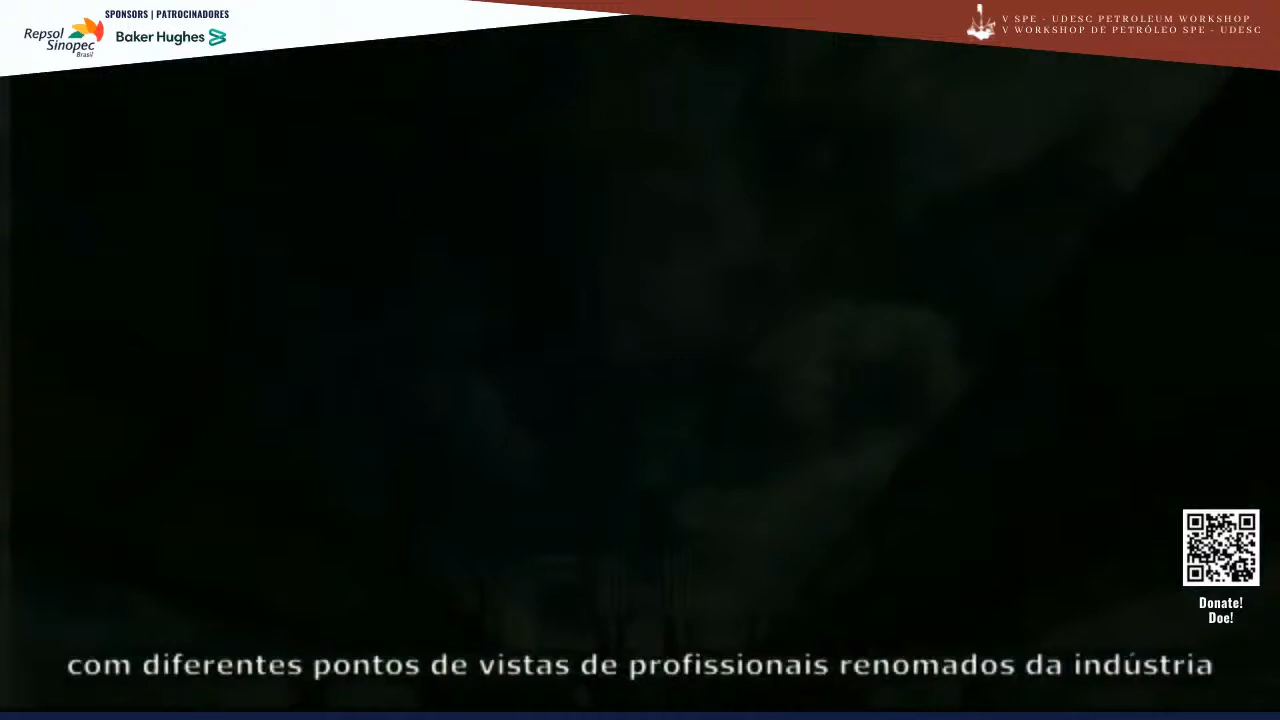 SPONSORS | PATROCINADORES
Repsol
Sinopec
Brasil
Baker Hughes
V SPE - UDESC PETROLEUM WORKSHOP
V WORKSHOP DE PETRÓLEO SPE - UDESC
Donate!
Doe!
com diferentes pontos de vistas de profissionais renomados da indústria